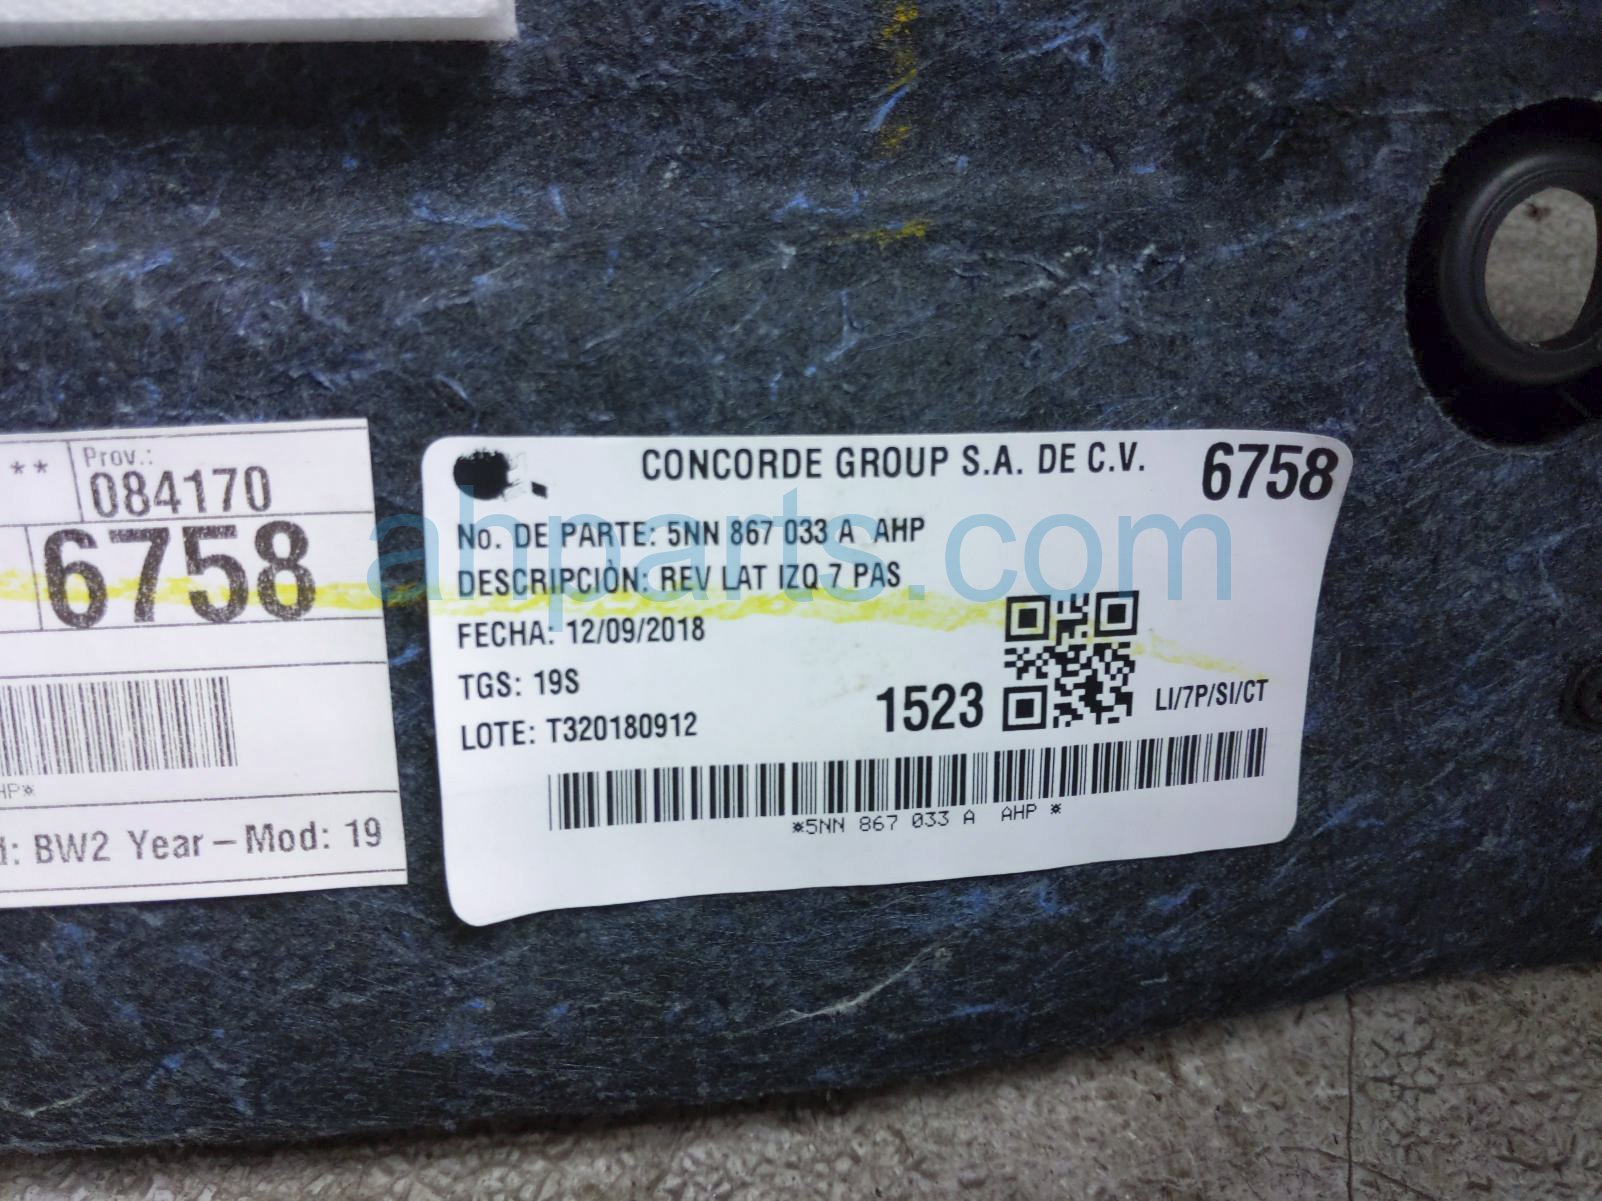 **
Prov.:
084170
6758
HP*
: BW2 Year-Mod: 19
CONCORDE GROUP S.A. DE C.V.
6758
No. DE PARTE: 5NN 867 033 A AHP
DESCRIPCIÒN: REV LAT IZQ 7 PAS
FECHA: 12/09/2018
TGS: 19S
1523
LI/7P/SI/CT
LOTE: T320180912
*5NN 867 033 A AHP *
ahparts.com